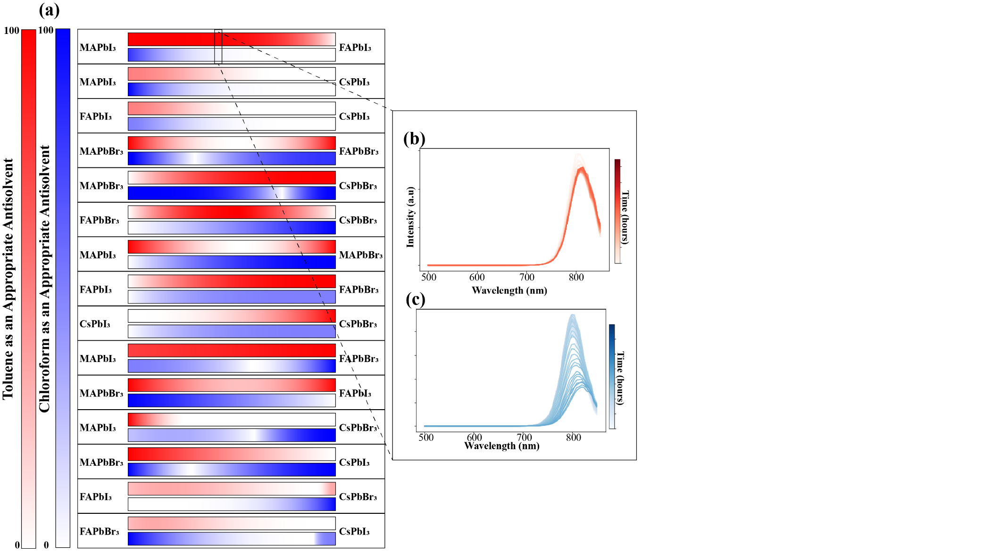 (a)
100
100
Toluene as an Appropriate Antisolvent
Chloroform as an Appropriate Antisolvent
0
0
MAPbI₃ FAPbI₃
MAPbI₃ CsPbI₃
FAPbI₃ CsPbI₃
MAPbBr₃ FAPbBr₃
MAPbBr₃ CsPbBr₃
FAPbBr₃ CsPbBr₃
MAPbI₃ MAPbBr₃
FAPbI₃ FAPbBr₃
CsPbI₃ CsPbBr₃
MAPbI₃ FAPbBr₃
MAPbBr₃ FAPbI₃
MAPbI₃ CsPbBr₃
MAPbBr₃ CsPbI₃
FAPbI₃ CsPbBr₃
FAPbBr₃ CsPbI₃
(b)
Intensity (a.u)
500 600 700 800
Wavelength (nm)
Time (hours)
(c)
500 600 700 800
Wavelength (nm)
Time (hours)